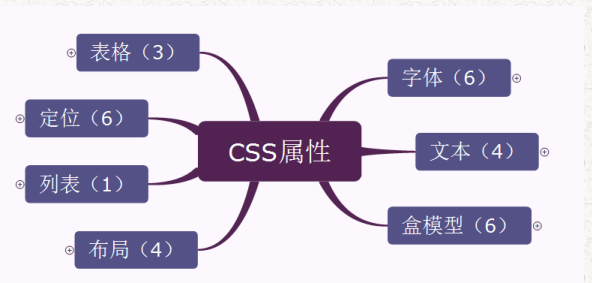 表格（3）
定位（6）
列表（1）
布局（4）
CSS属性
字体（6）
文本（4）
盒模型（6）